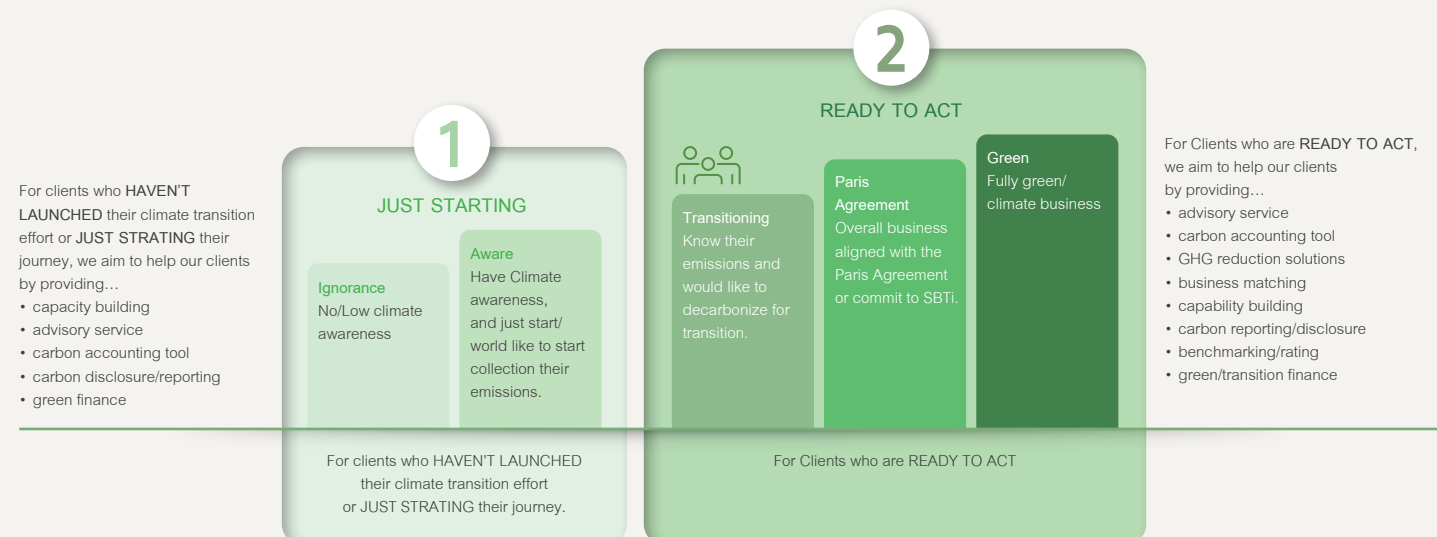 For clients who HAVEN'T
LAUNCHED their climate transition
effort or JUST STRATING their
journey, we aim to help our clients
by providing…
• capacity building
• advisory service
• carbon accounting tool
• carbon disclosure/reporting
• green finance
1
JUST STARTING
Ignorance
No/Low climate
awareness
Aware
Have Climate
awareness,
and just start/
world like to start
collection their
emissions.
For clients who HAVEN'T LAUNCHED
their climate transition effort
or JUST STRATING their journey.
2
READY TO ACT
Transitioning
Know their
emissions and
would like to
decarbonize for
transition.
Paris
Agreement
Overall business
aligned with the
Paris Agreement
or commit to SBTi.
Green
Fully green/
climate business
For Clients who are READY TO ACT
For Clients who are READY TO ACT,
we aim to help our clients
by providing…
• advisory service
• carbon accounting tool
• GHG reduction solutions
• business matching
• capability building
• carbon reporting/disclosure
• benchmarking/rating
• green/transition finance